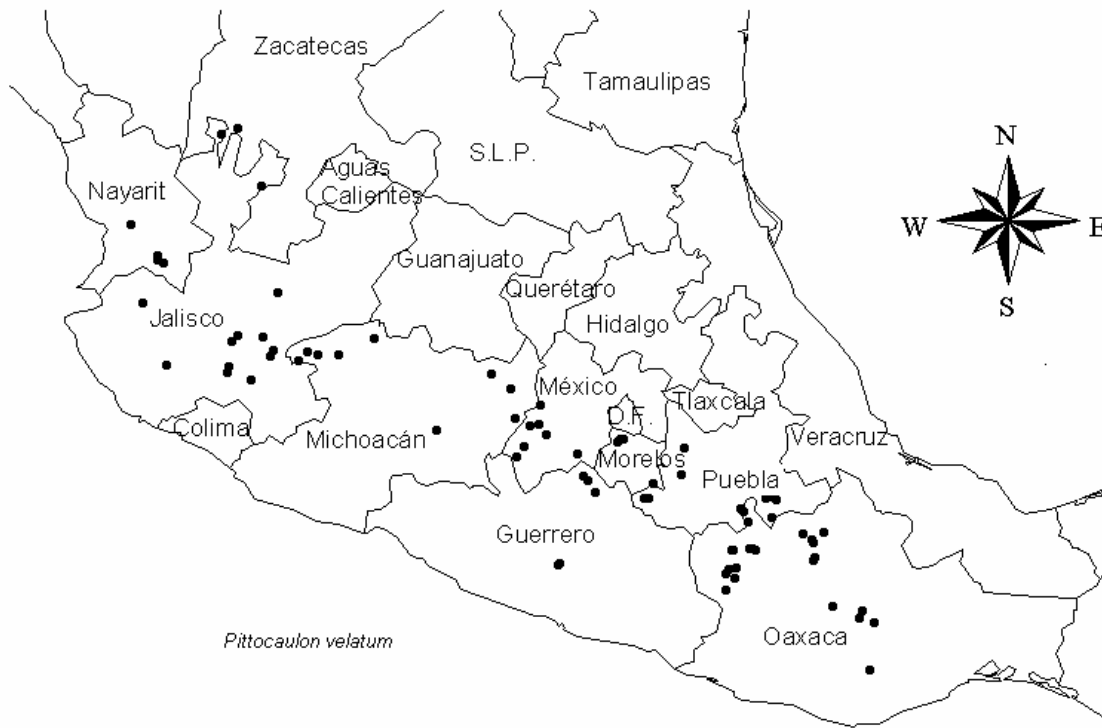 Zacatecas
Tamaulipas
S.L.P.
Aguas
Calientes
Nayarit
N
W
E
S
Guanajuato
Querétaro
Hidalgo
Jalisco
México
Tlaxcala
D.F.
Colima
Michoacán
Veracruz
Morelos
Puebla
Guerrero
Oaxaca
Pittocaulon velatum